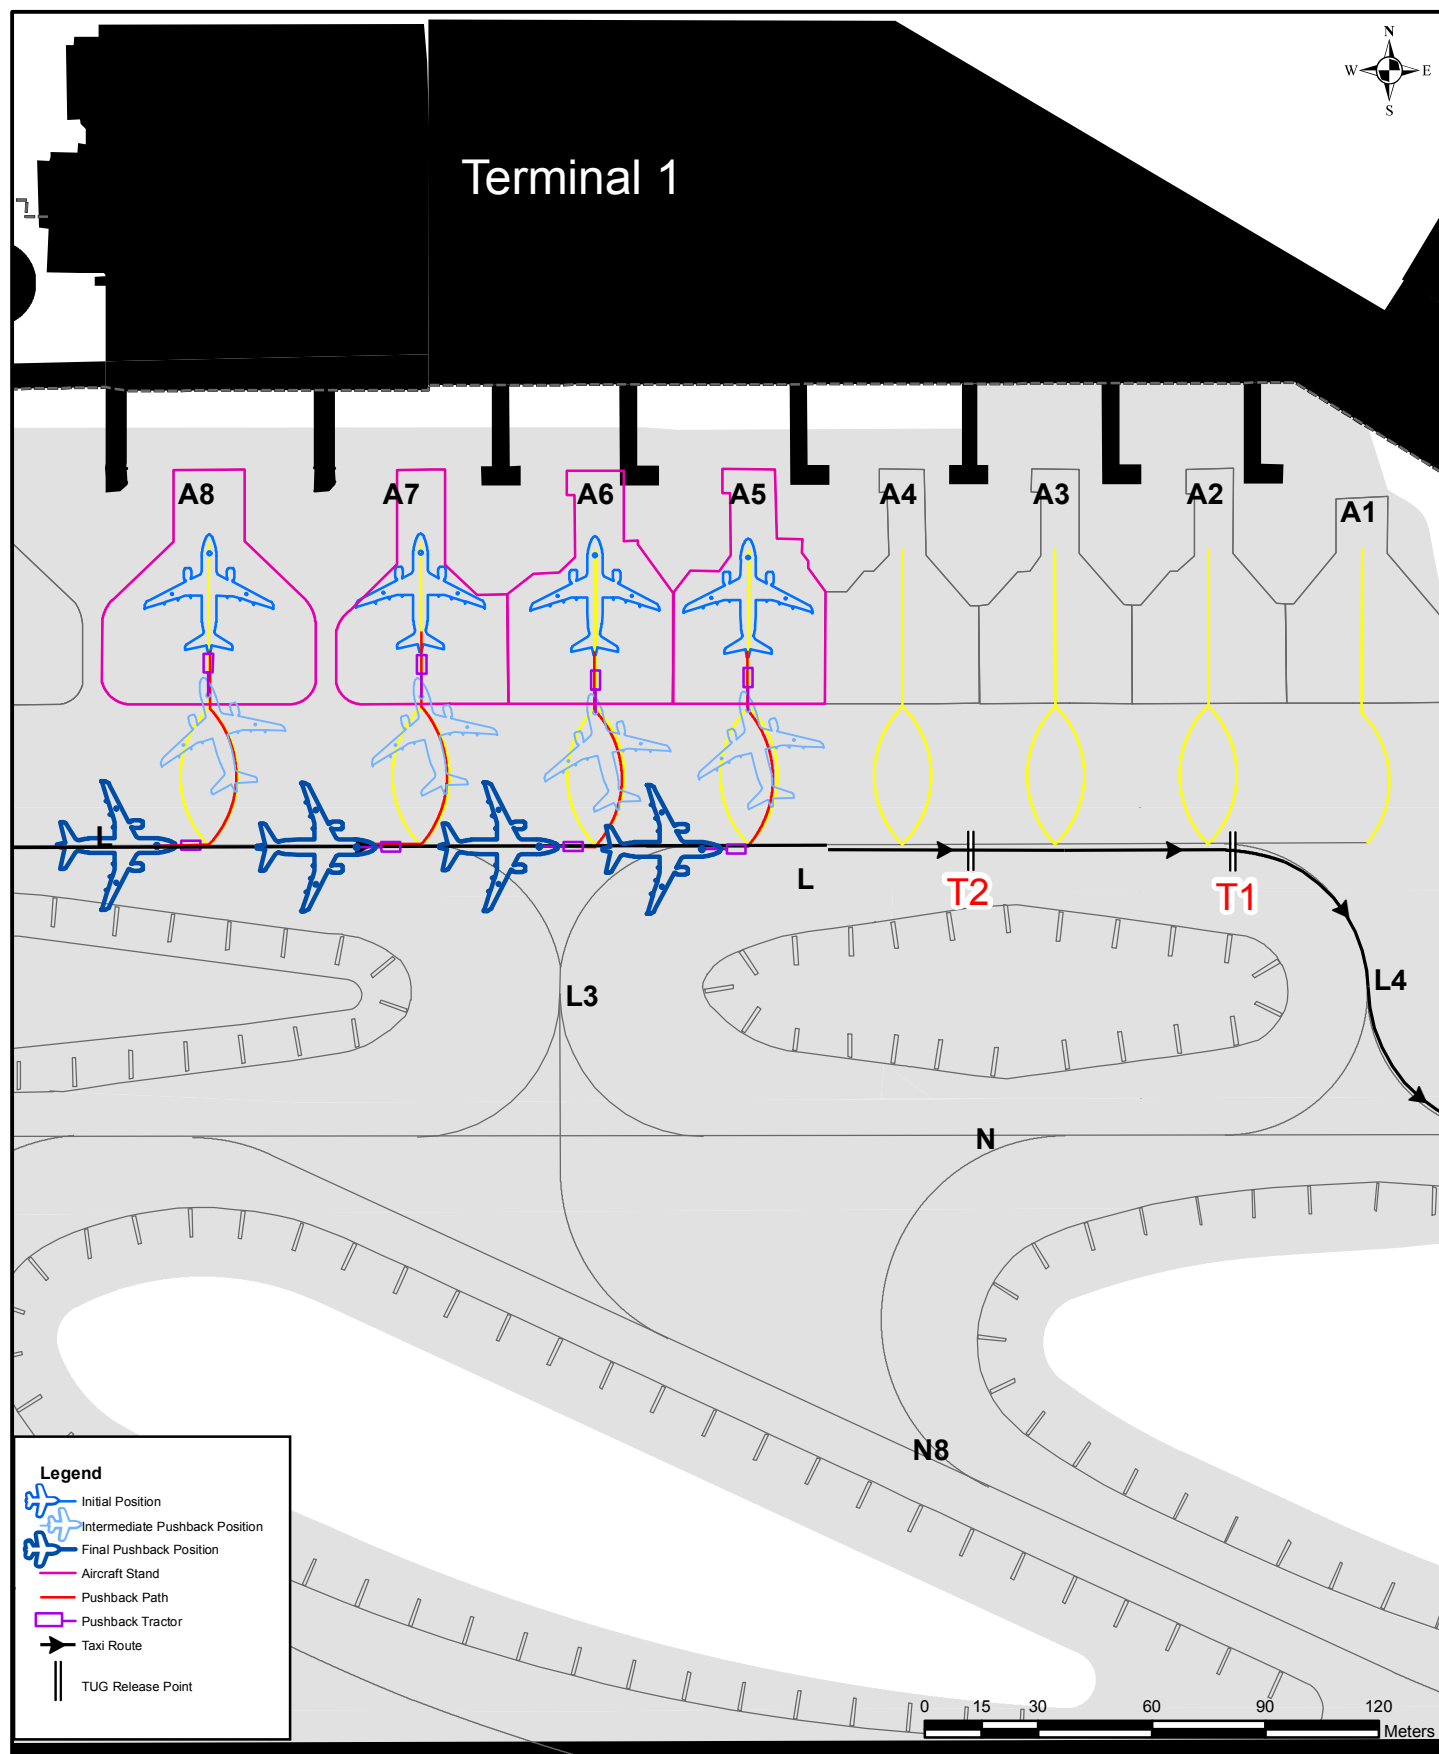 N
W E
S
Terminal 1
A8 A7 A6 A5 A4 A3 A2 A1
L
L
T2 T1
L3 L4
N
N8
Legend
Initial Position
Intermediate Pushback Position
Final Pushback Position
Aircraft Stand
Pushback Path
Pushback Tractor
Taxi Route
TUG Release Point
0 15 30 60 90 120
Meters